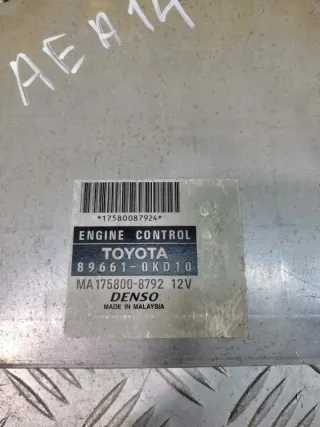 AEA14
*17580087924*
ENGINE CONTROL
TOYOTA
89661-0KD10
MA175800-8792 12V
DENSO
MADE IN MALAYSIA